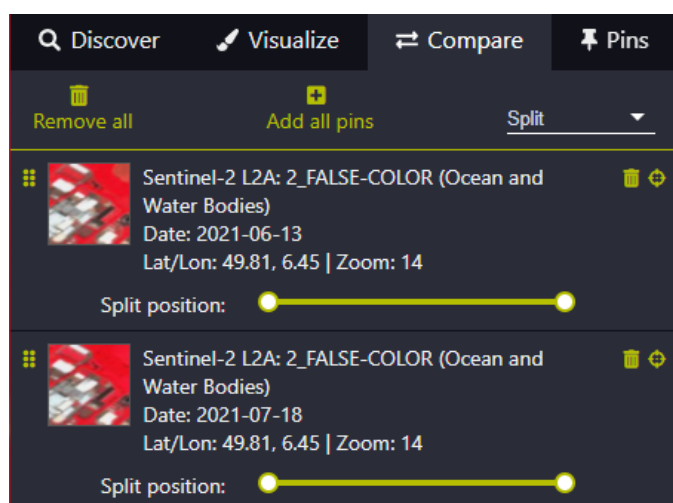 Discover Visualize Compare Pins
Remove all Add all pins Split
Sentinel-2 L2A: 2_FALSE-COLOR (Ocean and
Water Bodies)
Date: 2021-06-13
Lat/Lon: 49.81, 6.45 | Zoom: 14
Split position:
Sentinel-2 L2A: 2_FALSE-COLOR (Ocean and
Water Bodies)
Date: 2021-07-18
Lat/Lon: 49.81, 6.45 | Zoom: 14
Split position: